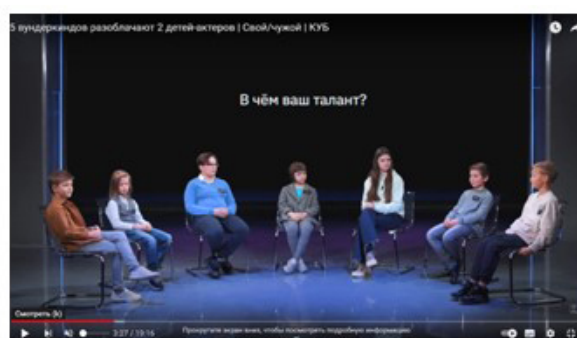 5 вундеркиндов разоблачают 2 детей-актеров | Свой/чужой | КУБ
В чём ваш талант?
Смотреть (k)
3:27 / 19:16
Прокрутите экран вниз, чтобы посмотреть подробную информацию